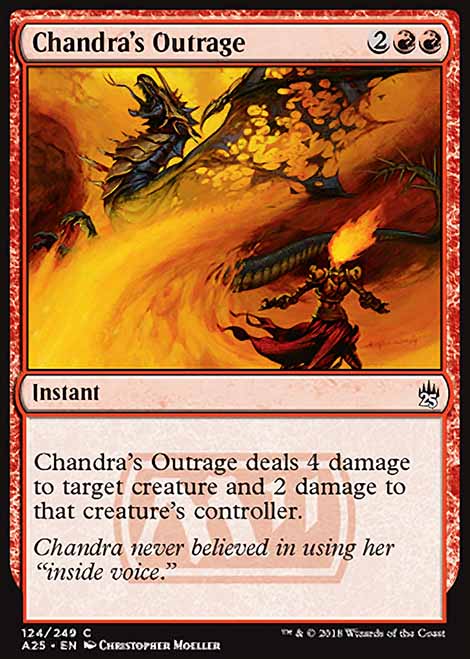 Chandra's Outrage 2
Instant
25
Chandra's Outrage deals 4 damage
to target creature and 2 damage to
that creature's controller.
Chandra never believed in using her
“inside voice.”
124/249 C
A25 • EN Christopher Moeller
™ & © 2018 Wizards of the Coast